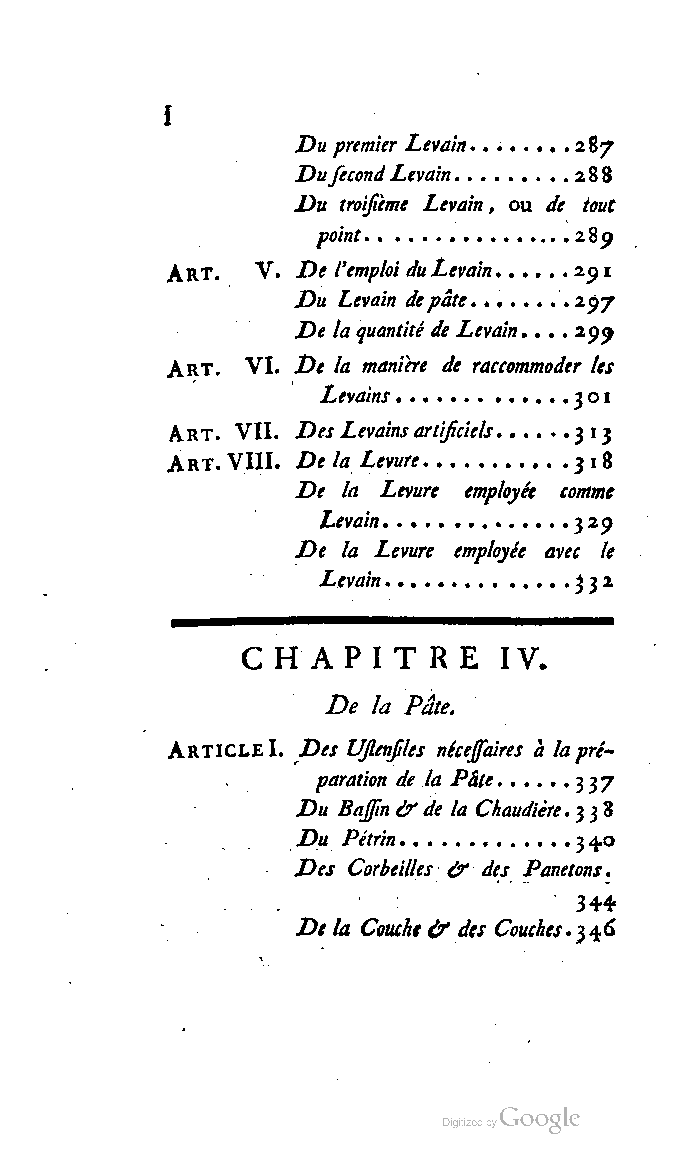 l
Du premier Levain........287
Du ſecond Levain.........288
Du troiſième Levain, ou de tout
point................289
ART. V. De l'emploi du Levain......291
Du Levain de pâte........297
De la quantité de Levain....299
ART. VI. De la manière de raccommoder les
Levains.............301
ART. VII. Des Levains artificiels......313
ART. VIII. De la Levure...........318
De la Levure employée comme
Levain..............329
De la Levure employée avec le
Levain..............332
CHAPITRE IV.
De la Pâte.
ARTICLE I. Des Uſtenſiles néceſſaires à la pré-
paration de la Pâte......337
Du Baſſin & de la Chaudière.338
Du Pétrin.............340
Des Corbeilles & des Panetons.
344
De la Couche & des Couches.346
Digitized by Google